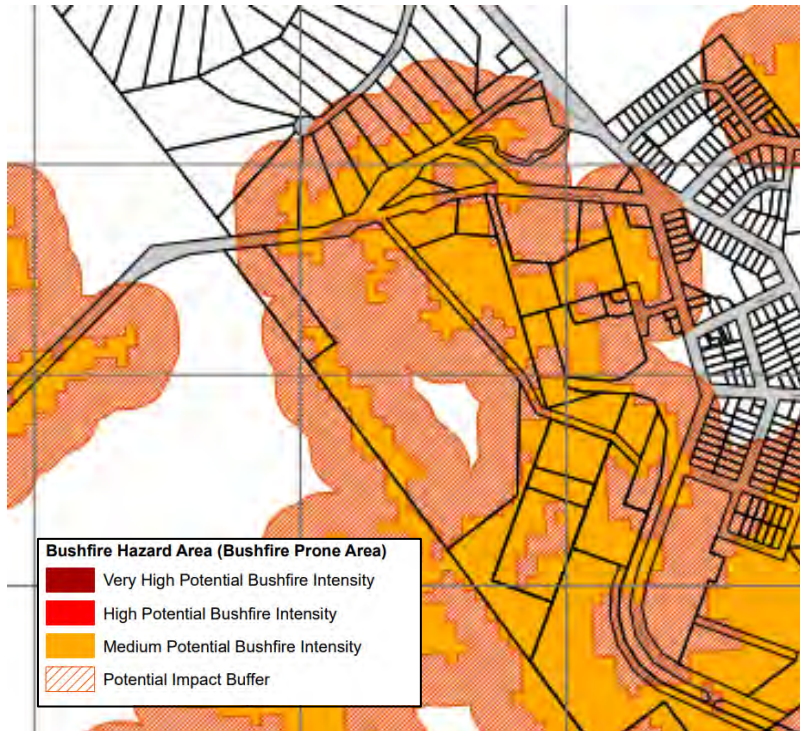 Bushfire Hazard Area (Bushfire Prone Area)
Very High Potential Bushfire Intensity
High Potential Bushfire Intensity
Medium Potential Bushfire Intensity
Potential Impact Buffer